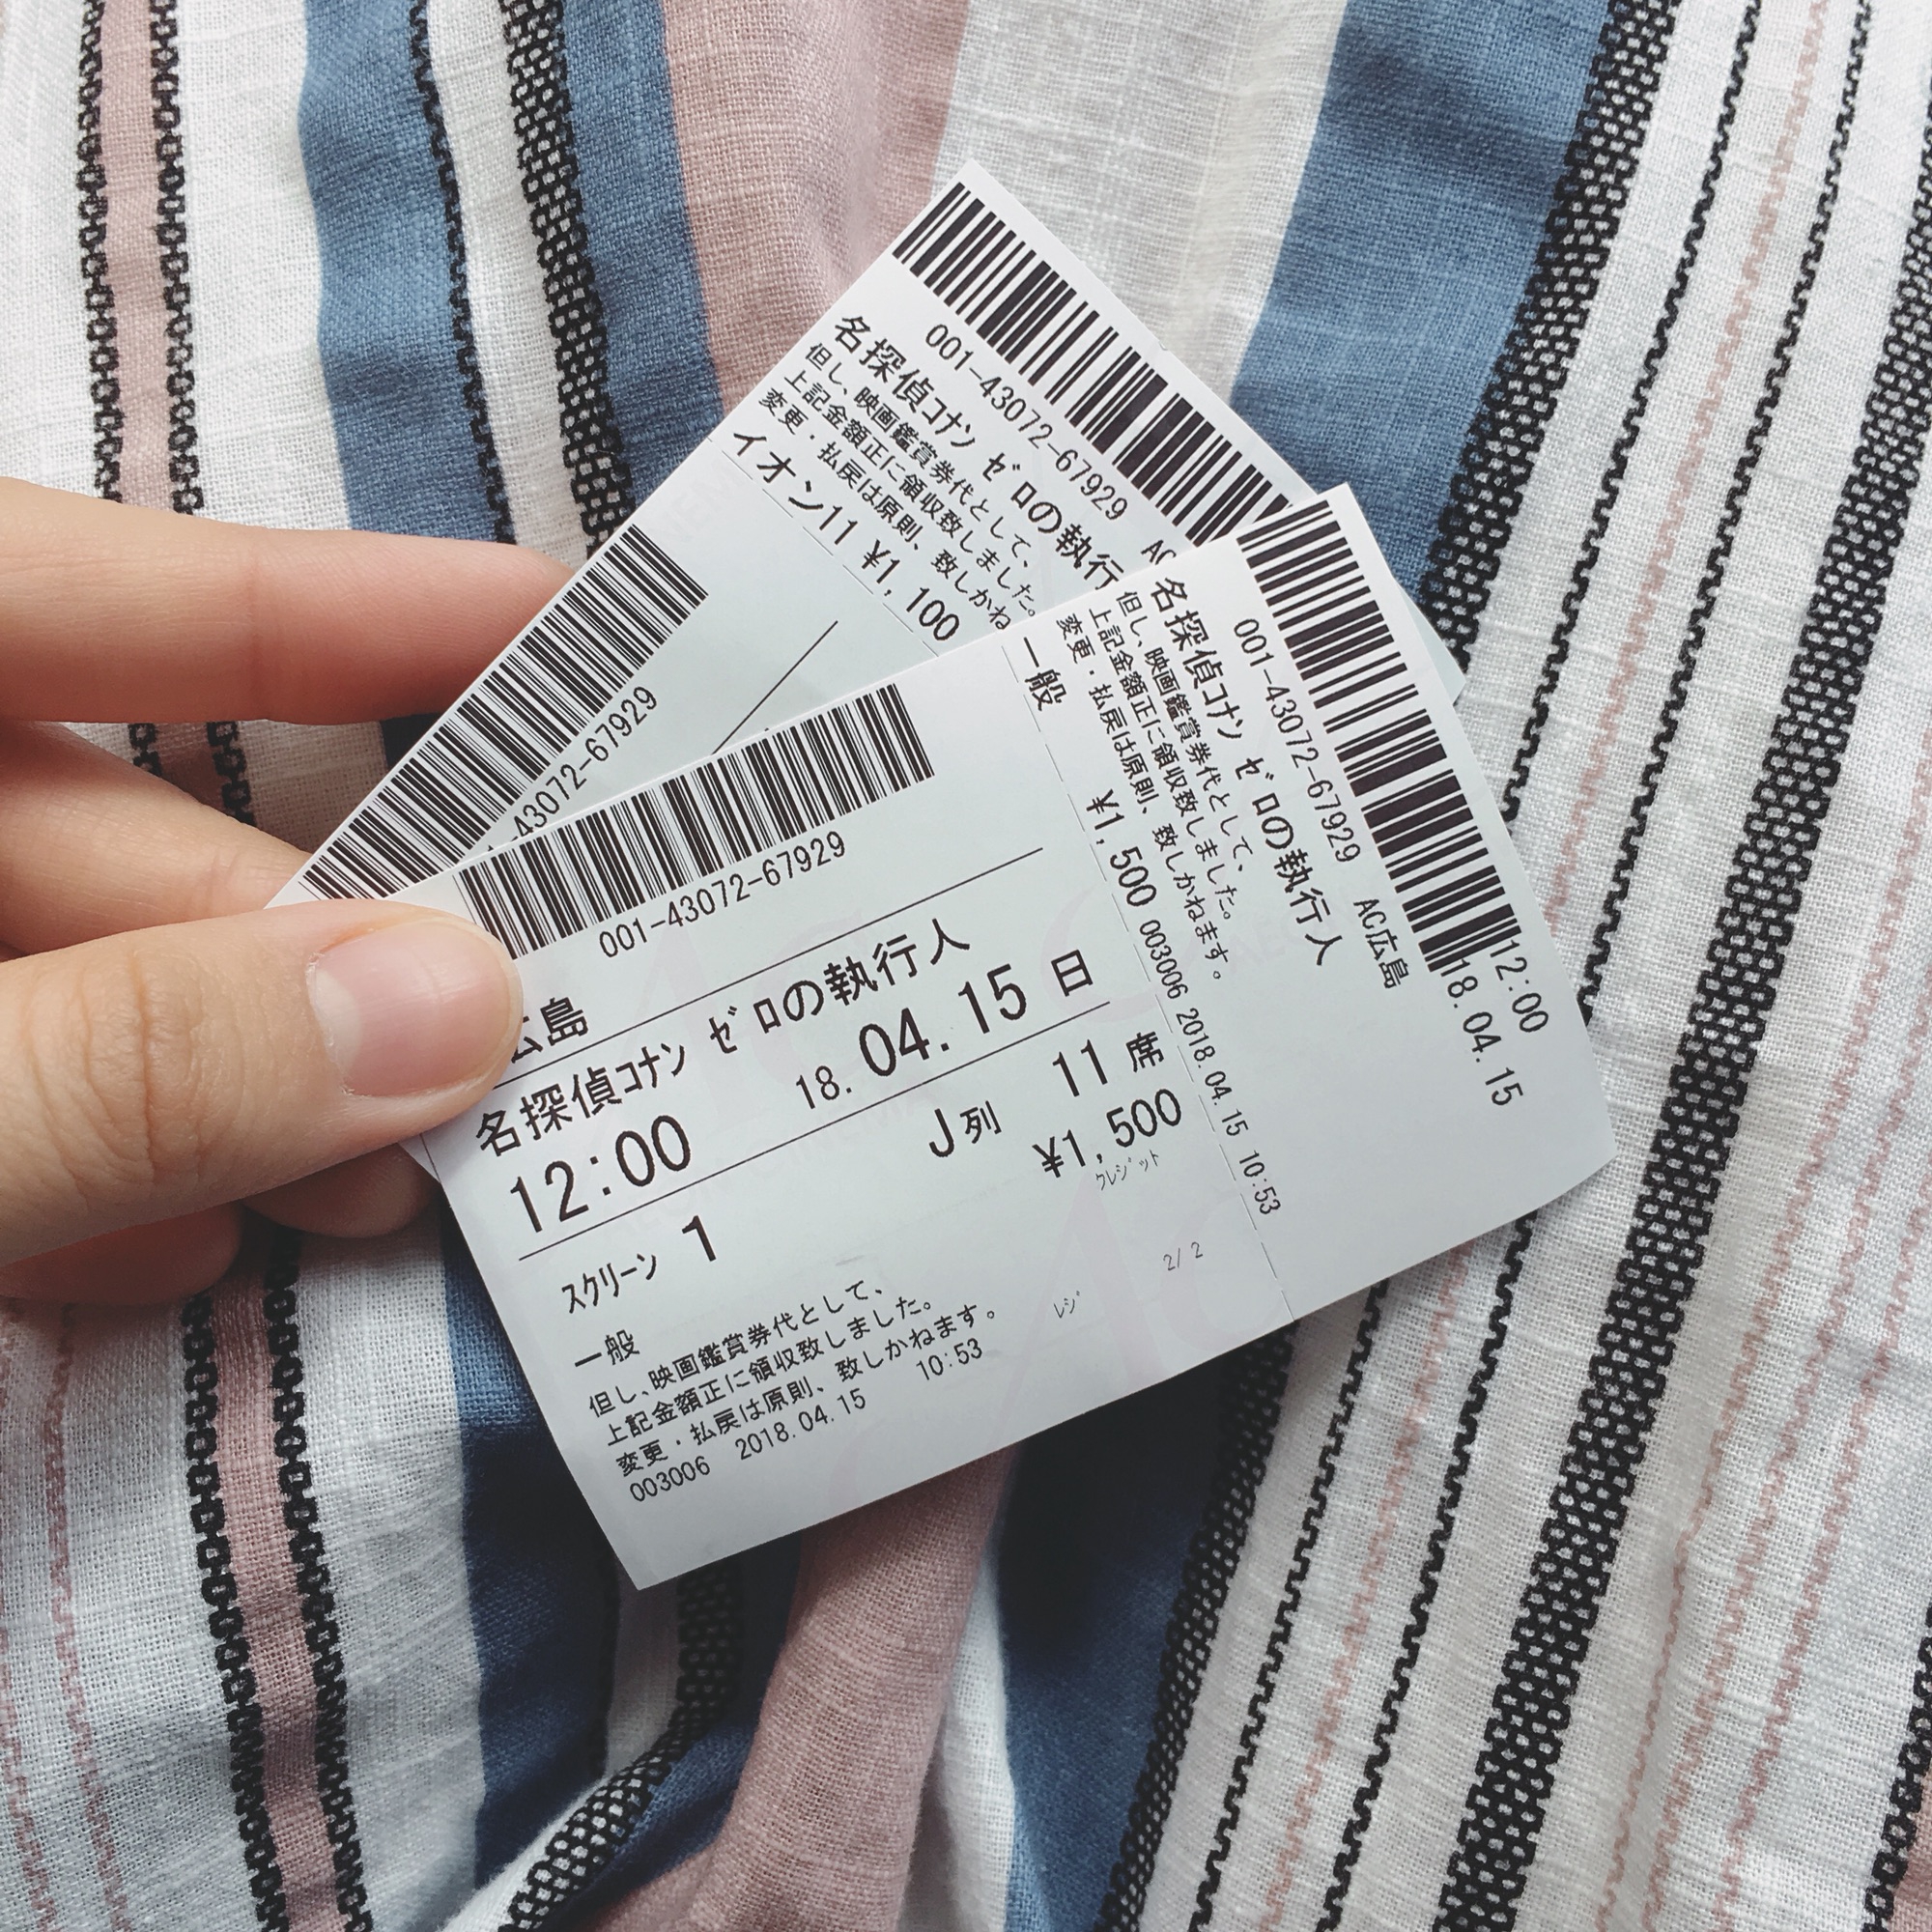 001-43072-67929
名探偵コナン ゼロの執行
但し、映画鑑賞券代として、
上記金額正に領収致しました。
変更・払戻は原則、致しかね
イオン11 ¥1,100
-43072-67929
001-43072-67929
広島
名探偵コナン ゼロの執行人
12:00 18.04.15 日
スクリーン 1 J列 11席
¥1,500
クレジット
一般
但し、映画鑑賞券代として、
上記金額正に領収致しました。
変更・払戻は原則、致しかねます。
003006 2018.04.15 10:53
レジ 2/2
12:00
18.04.15
AC広島
001-43072-67929
名探偵コナン ゼロの執行人
但し、映画鑑賞券代として、
上記金額正に領収致しました。
変更・払戻は原則、致しかねます。
一般 ¥1,500 003006 2018.04.15 10:53